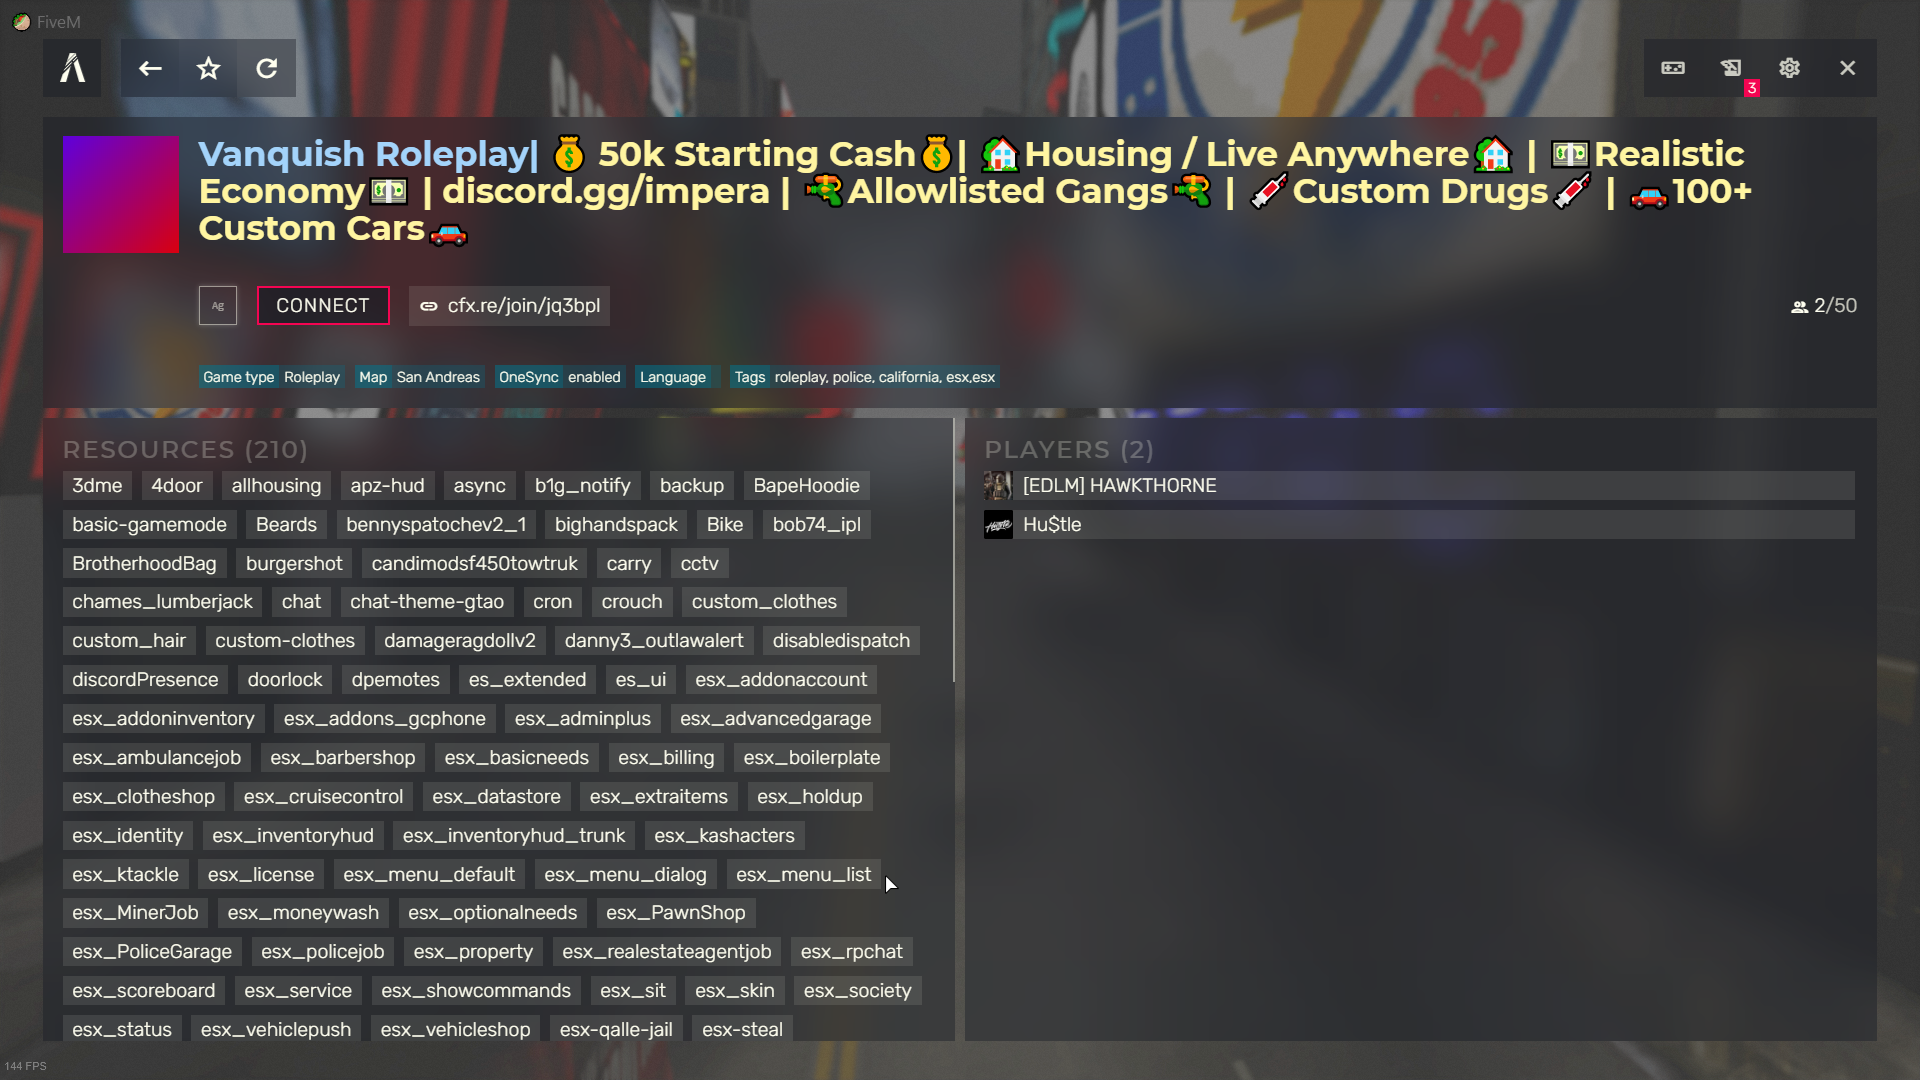 FiveM
3
Vanquish Roleplay| 💰 50k Starting Cash💰| 🏡Housing / Live Anywhere🏡 | 💵Realistic
Economy💵 | discord.gg/impera | 🔫Allowlisted Gangs🔫 | 💉Custom Drugs💉 | 🚗100+
Custom Cars🚗
Ag CONNECT cfx.re/join/jq3bpl 2/50
Game type Roleplay Map San Andreas OneSync enabled Language Tags roleplay, police, california, esx,esx
RESOURCES (210)
3dme 4door allhousing apz-hud async b1g_notify backup BapeHoodie
basic-gamemode Beards bennyspatochev2_1 bighandspack Bike bob74_ipl
BrotherhoodBag burgershot candimodsf450towtruk carry cctv
chames_lumberjack chat chat-theme-gtao cron crouch custom_clothes
custom_hair custom-clothes damageragdollv2 danny3_outlawalert disabledispatch
discordPresence doorlock dpemotes es_extended es_ui esx_addonaccount
esx_addoninventory esx_addons_gcphone esx_adminplus esx_advancedgarage
esx_ambulancejob esx_barbershop esx_basicneeds esx_billing esx_boilerplate
esx_clotheshop esx_cruisecontrol esx_datastore esx_extraitems esx_holdup
esx_identity esx_inventoryhud esx_inventoryhud_trunk esx_kashacters
esx_ktackle esx_license esx_menu_default esx_menu_dialog esx_menu_list
esx_MinerJob esx_moneywash esx_optionalneeds esx_PawnShop
esx_PoliceGarage esx_policejob esx_property esx_realestateagentjob esx_rpchat
esx_scoreboard esx_service esx_showcommands esx_sit esx_skin esx_society
esx_status esx_vehiclepush esx_vehicleshop esx-qalle-jail esx-steal
PLAYERS (2)
[EDLM] HAWKTHORNE
Hu$tle
144 FPS